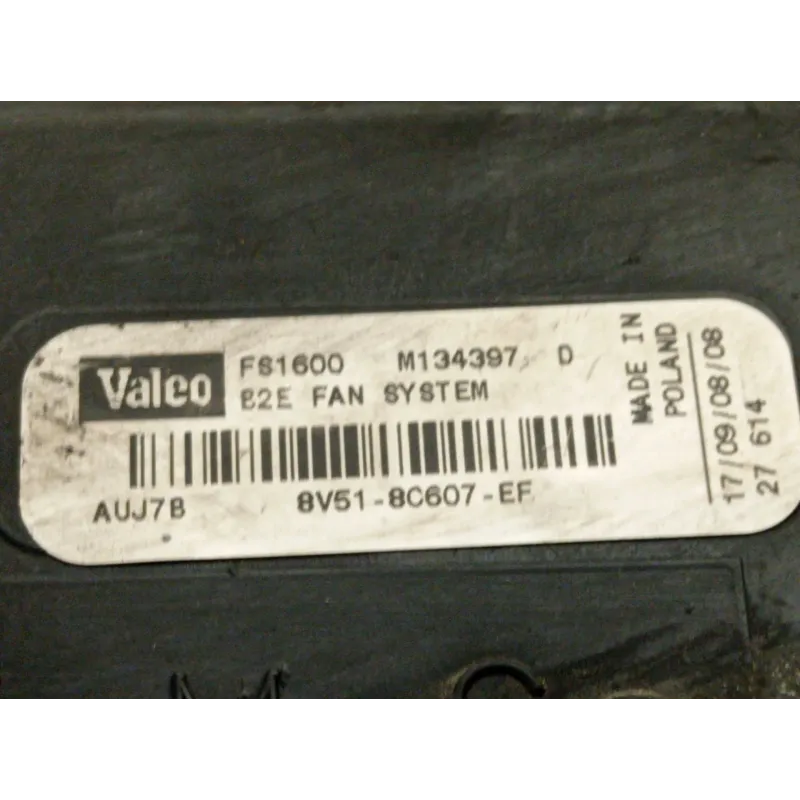 Valeo
FS1600 M134397 D
B2E FAN SYSTEM
AUJ7B 8V51-8C607-EF
MADE IN
POLAND
17/09/08/08
27 614